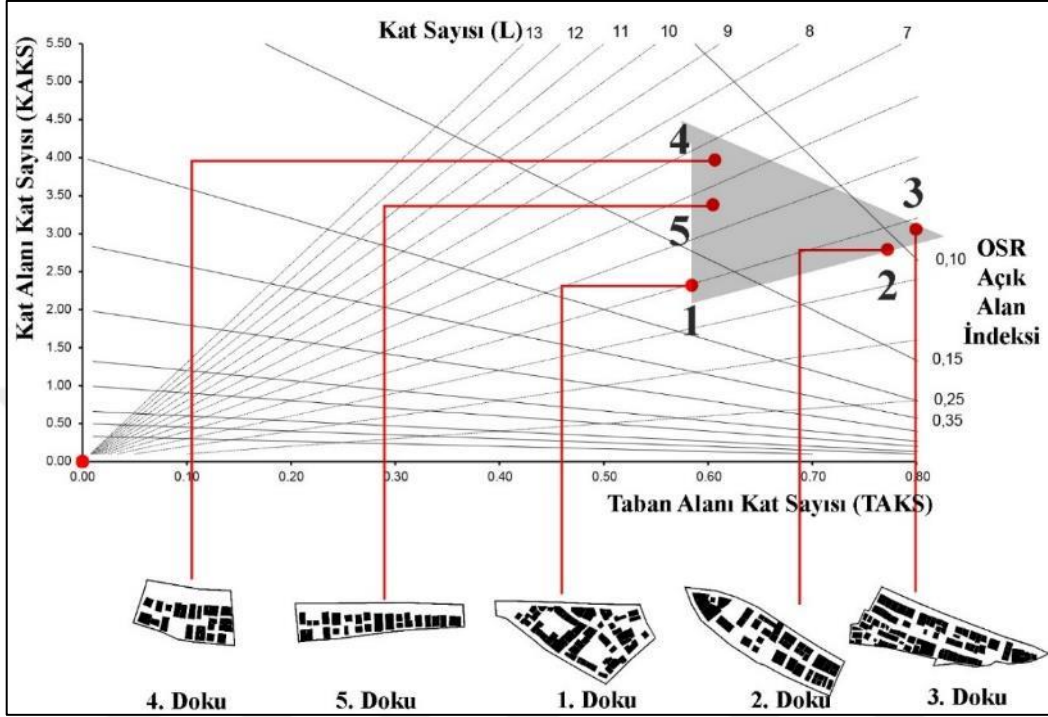 Kat Sayısı (L)
13 12 11 10 9 8 7
Kat Alanı Kat Sayısı (KAKS)
5.50
5.00
4.50
4.00
3.50
3.00
2.50
2.00
1.50
1.00
0.50
0.00
4
3
5
2
1
OSR
Açık
Alan
İndeksi
0,10
0,15
0,25
0,35
0.00 0.10 0.20 0.30 0.40 0.50 0.60 0.70 0.80
Taban Alanı Kat Sayısı (TAKS)
4. Doku 5. Doku 1. Doku 2. Doku 3. Doku